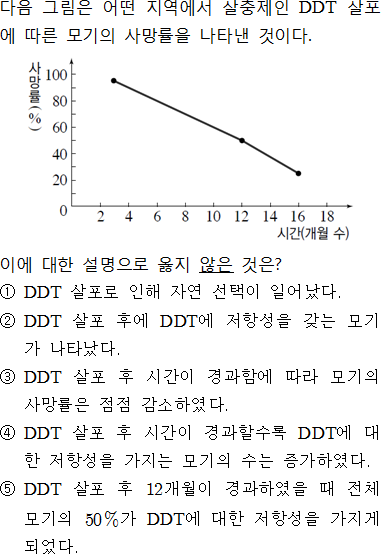 다음 그림은 어떤 지역에서 살충제인 DDT 살포
에 따른 모기의 사망률을 나타낸 것이다.
사망률(%)
100
80
60
40
20
0
2 4 6 8 10 12 14 16 18
시간(개월 수)
이에 대한 설명으로 옳지 않은 것은?
① DDT 살포로 인해 자연 선택이 일어났다.
② DDT 살포 후에 DDT에 저항성을 갖는 모기
가 나타났다.
③ DDT 살포 후 시간이 경과함에 따라 모기의
사망률은 점점 감소하였다.
④ DDT 살포 후 시간이 경과할수록 DDT에 대
한 저항성을 가지는 모기의 수는 증가하였다.
⑤ DDT 살포 후 12개월이 경과하였을 때 전체
모기의 50%가 DDT에 대한 저항성을 가지게
되었다.